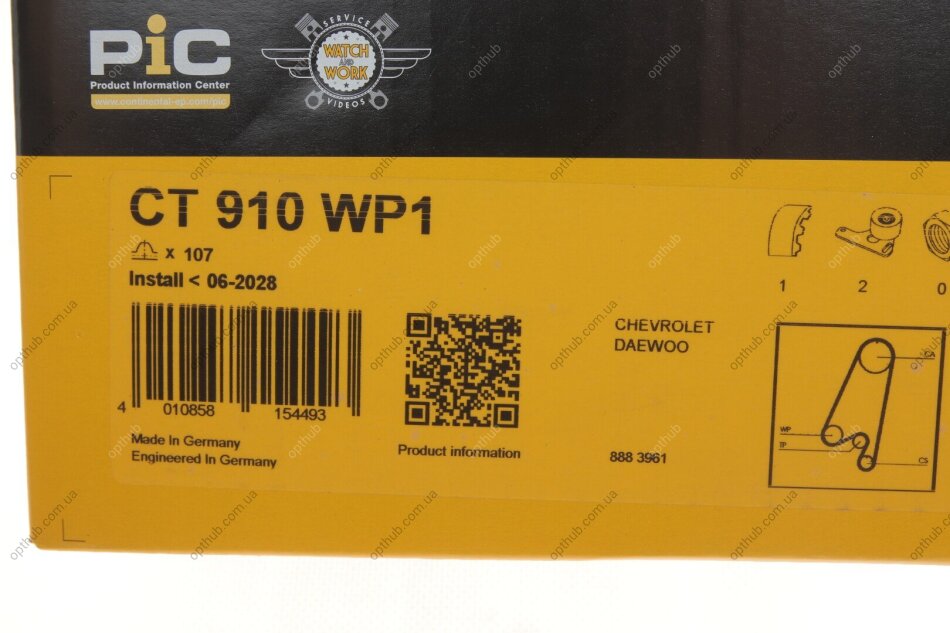 PiC
Product Information Center
www.continental-ep.com/pic
SERVICE
WATCH
AND
WORK
VIDEOS
CT 910 WP1
x 107
Install < 06-2028
4 010858 154493
Made In Germany
Engineered In Germany
Product information
CHEVROLET
DAEWOO
888 3961
1
2
0
CA
WP
TP
CS
opthub.com.ua